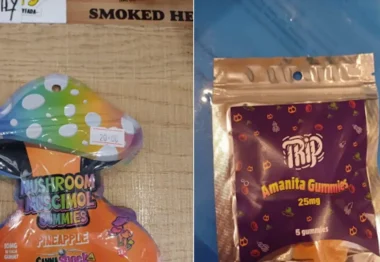 SMOKED HE
MUSHROOM
MUSCIMOL
GUMMIES
PINEAPPLE
TRIP
Amanita Gummies
25mg
5 gummies